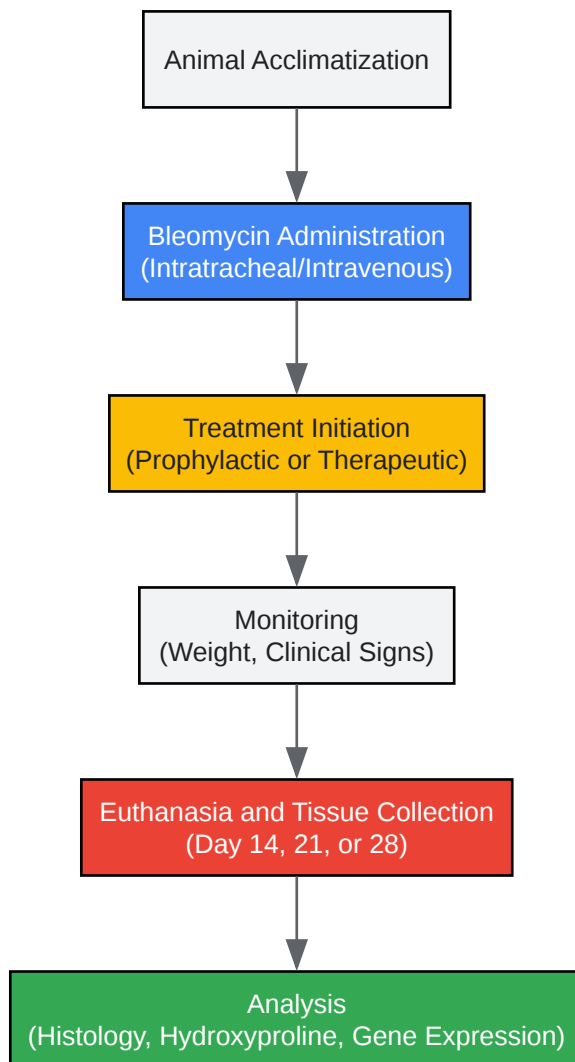 Animal Acclimatization
Bleomycin Administration
(Intratracheal/Intravenous)
Treatment Initiation
(Prophylactic or Therapeutic)
Monitoring
(Weight, Clinical Signs)
Euthanasia and Tissue Collection
(Day 14, 21, or 28)
Analysis
(Histology, Hydroxyproline, Gene Expression)